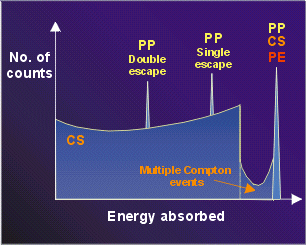 No. of
counts
PP
Double
escape
PP
Single
escape
PP
CS
PE
CS
Multiple Compton
events
Energy absorbed